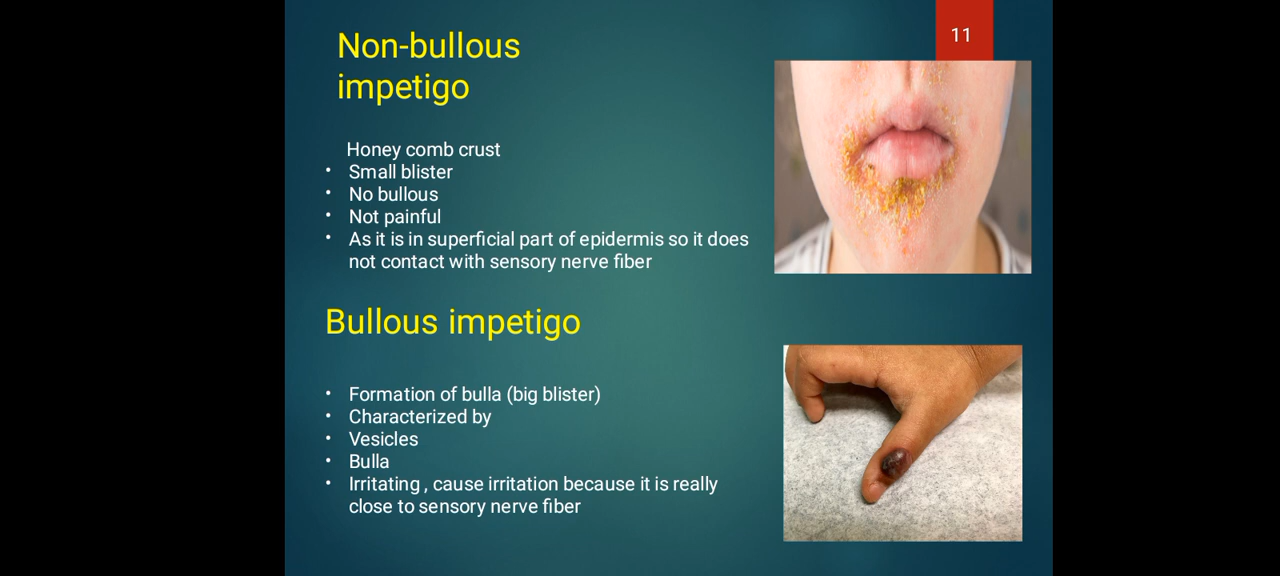 Non-bullous
impetigo
11
Honey comb crust
• Small blister
• No bullous
• Not painful
• As it is in superficial part of epidermis so it does
not contact with sensory nerve fiber
Bullous impetigo
• Formation of bulla (big blister)
• Characterized by
• Vesicles
• Bulla
• Irritating , cause irritation because it is really
close to sensory nerve fiber